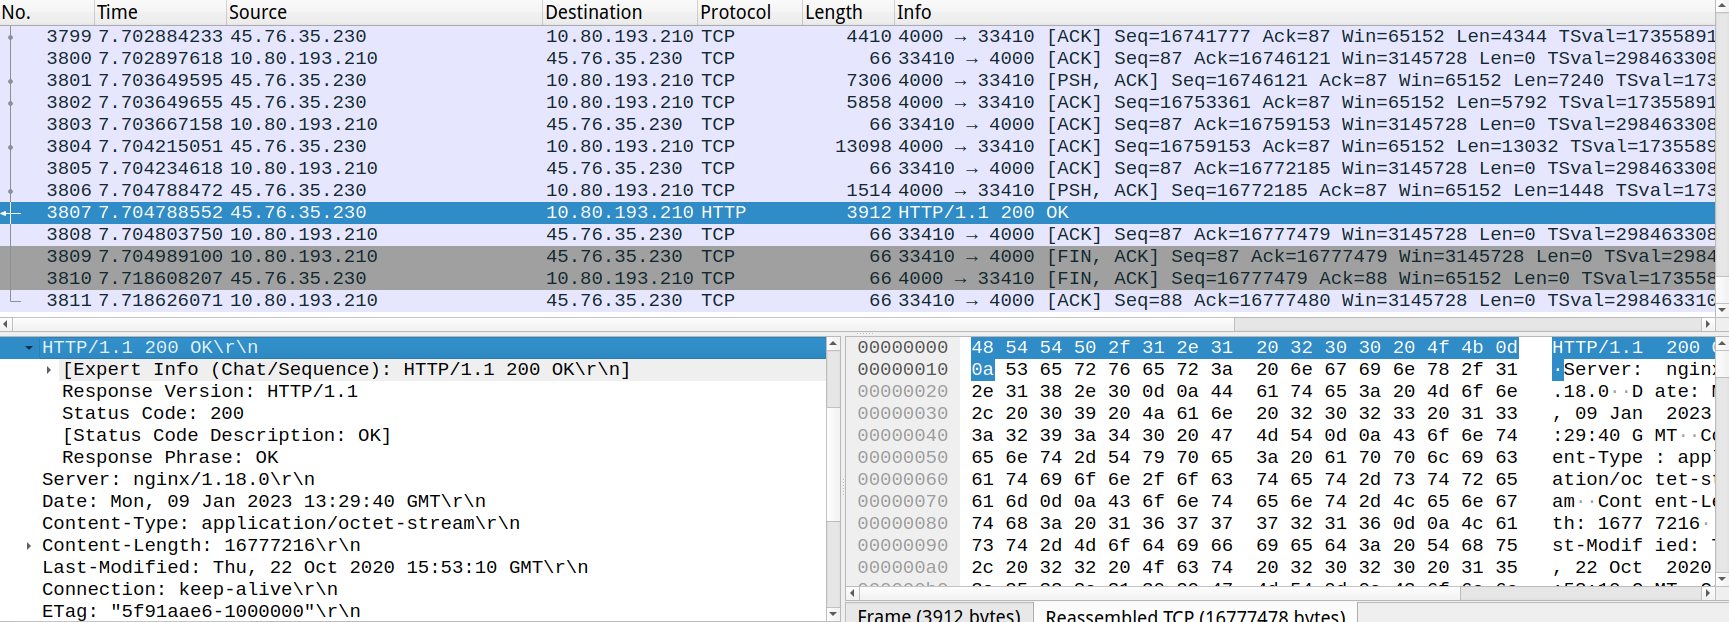 No. Time Source Destination Protocol Length Info
3799 7.702884233 45.76.35.230 10.80.193.210 TCP 4410 4000 → 33410 [ACK] Seq=16741777 Ack=87 Win=65152 Len=4344 TSval=17355891
3800 7.702897618 10.80.193.210 45.76.35.230 TCP 66 33410 → 4000 [ACK] Seq=87 Ack=16746121 Win=3145728 Len=0 TSval=298463308
3801 7.703649595 45.76.35.230 10.80.193.210 TCP 7306 4000 → 33410 [PSH, ACK] Seq=16746121 Ack=87 Win=65152 Len=7240 TSval=173
3802 7.703649655 45.76.35.230 10.80.193.210 TCP 5858 4000 → 33410 [ACK] Seq=16753361 Ack=87 Win=65152 Len=5792 TSval=17355891
3803 7.703667158 10.80.193.210 45.76.35.230 TCP 66 33410 → 4000 [ACK] Seq=87 Ack=16759153 Win=3145728 Len=0 TSval=298463308
3804 7.704215051 45.76.35.230 10.80.193.210 TCP 13098 4000 → 33410 [ACK] Seq=16759153 Ack=87 Win=65152 Len=13032 TSval=1735589
3805 7.704234618 10.80.193.210 45.76.35.230 TCP 66 33410 → 4000 [ACK] Seq=87 Ack=16772185 Win=3145728 Len=0 TSval=298463308
3806 7.704788472 45.76.35.230 10.80.193.210 TCP 1514 4000 → 33410 [PSH, ACK] Seq=16772185 Ack=87 Win=65152 Len=1448 TSval=173
3807 7.704788552 45.76.35.230 10.80.193.210 HTTP 3912 HTTP/1.1 200 OK
3808 7.704803750 10.80.193.210 45.76.35.230 TCP 66 33410 → 4000 [ACK] Seq=87 Ack=16777479 Win=3145728 Len=0 TSval=298463308
3809 7.704989100 10.80.193.210 45.76.35.230 TCP 66 33410 → 4000 [FIN, ACK] Seq=87 Ack=16777479 Win=3145728 Len=0 TSval=2984
3810 7.718608207 45.76.35.230 10.80.193.210 TCP 66 4000 → 33410 [FIN, ACK] Seq=16777479 Ack=88 Win=65152 Len=0 TSval=173558
3811 7.718626071 10.80.193.210 45.76.35.230 TCP 66 33410 → 4000 [ACK] Seq=88 Ack=16777480 Win=3145728 Len=0 TSval=298463310
HTTP/1.1 200 OK\r\n
[Expert Info (Chat/Sequence): HTTP/1.1 200 OK\r\n]
Response Version: HTTP/1.1
Status Code: 200
[Status Code Description: OK]
Response Phrase: OK
Server: nginx/1.18.0\r\n
Date: Mon, 09 Jan 2023 13:29:40 GMT\r\n
Content-Type: application/octet-stream\r\n
Content-Length: 16777216\r\n
Last-Modified: Thu, 22 Oct 2020 15:53:10 GMT\r\n
Connection: keep-alive\r\n
ETag: "5f91aae6-1000000"\r\n
00000000 48 54 54 50 2f 31 2e 31 20 32 30 30 20 4f 4b 0d HTTP/1.1 200 O
00000010 0a 53 65 72 76 65 72 3a 20 6e 67 69 6e 78 2f 31 ·Server: nginx
00000020 2e 31 38 2e 30 0d 0a 44 61 74 65 3a 20 4d 6f 6e .18.0··D ate: M
00000030 2c 20 30 39 20 4a 61 6e 20 32 30 32 33 20 31 33 , 09 Jan 2023
00000040 3a 32 39 3a 34 30 20 47 4d 54 0d 0a 43 6f 6e 74 :29:40 G MT··Co
00000050 65 6e 74 2d 54 79 70 65 3a 20 61 70 70 6c 69 63 ent-Type : app
00000060 61 74 69 6f 6e 2f 6f 63 74 65 74 2d 73 74 72 65 ation/oc tet-s
00000070 61 6d 0d 0a 43 6f 6e 74 65 6e 74 2d 4c 65 6e 67 am··Cont ent-L
00000080 74 68 3a 20 31 36 37 37 37 32 31 36 0d 0a 4c 61 th: 1677 7216·
00000090 73 74 2d 4d 6f 64 69 66 69 65 64 3a 20 54 68 75 st-Modif ied: T
000000a0 2c 20 32 32 20 4f 63 74 20 32 30 32 30 20 31 35 , 22 Oct 2020
Frame (3912 bytes) Reassembled TCP (16777478 bytes)